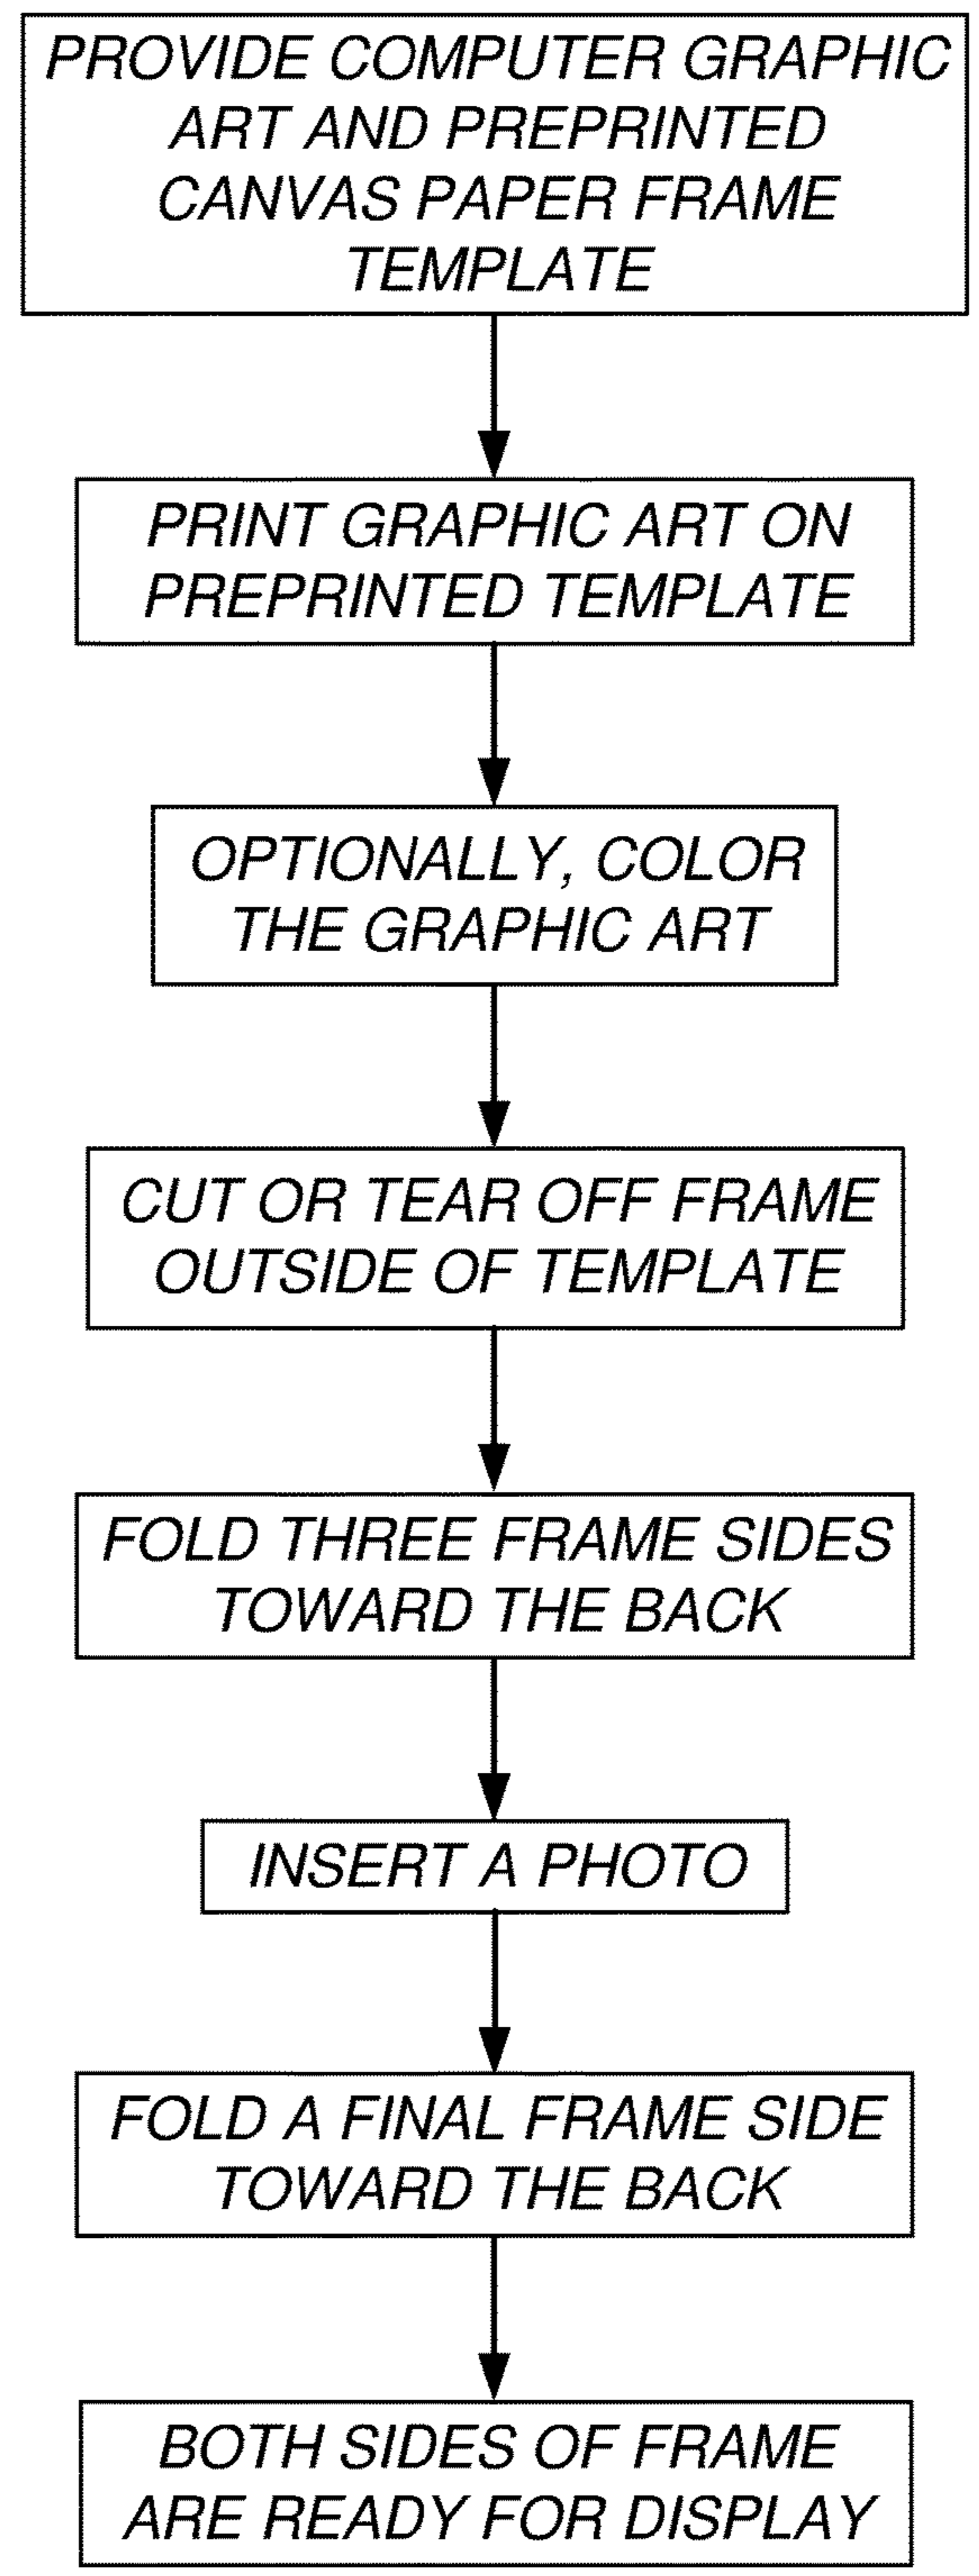 PROVIDE COMPUTER GRAPHIC
ART AND PREPRINTED
CANVAS PAPER FRAME
TEMPLATE
PRINT GRAPHIC ART ON
PREPRINTED TEMPLATE
OPTIONALLY, COLOR
THE GRAPHIC ART
CUT OR TEAR OFF FRAME
OUTSIDE OF TEMPLATE
FOLD THREE FRAME SIDES
TOWARD THE BACK
INSERT A PHOTO
FOLD A FINAL FRAME SIDE
TOWARD THE BACK
BOTH SIDES OF FRAME
ARE READY FOR DISPLAY